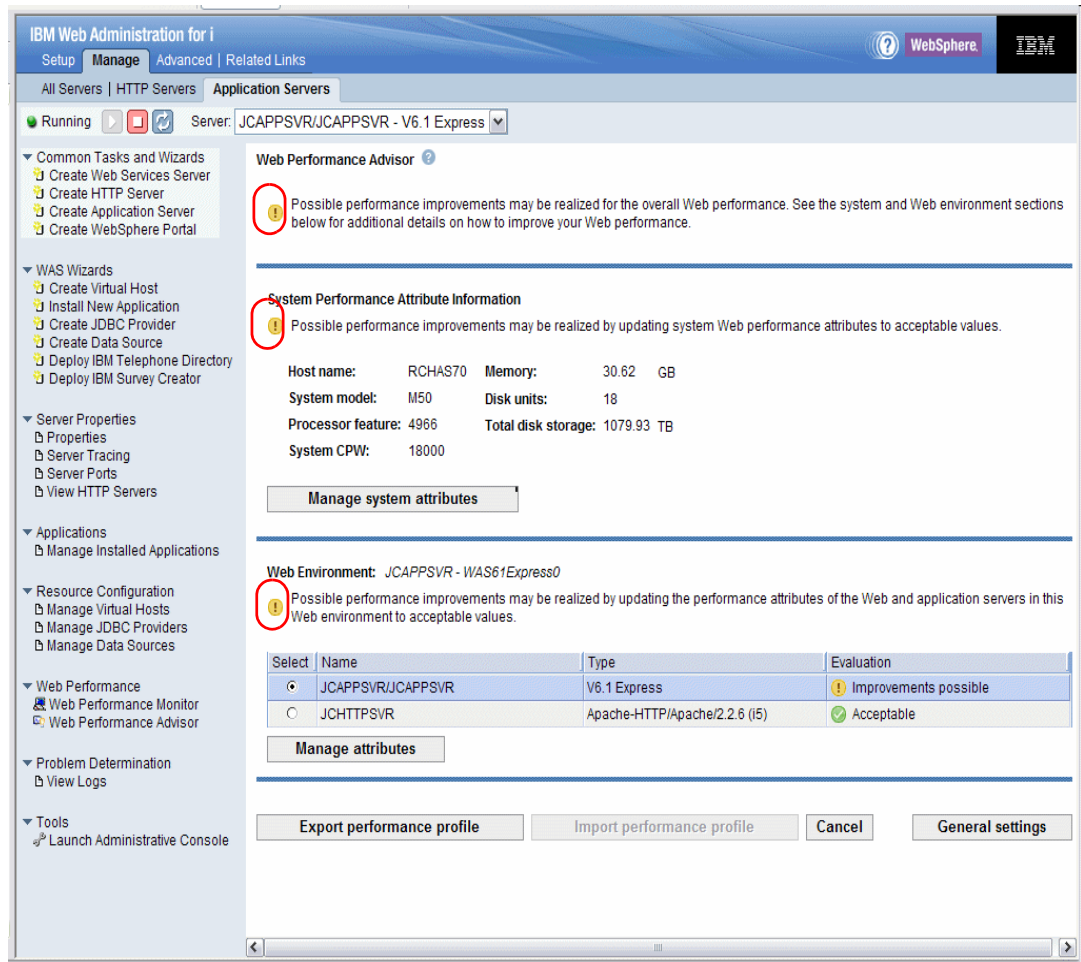 IBM Web Administration for i
Setup Manage Advanced | Related Links
WebSphere.
IBM
All Servers | HTTP Servers Application Servers
Running Server: JCAPPSVR/JCAPPSVR - V6.1 Express
Common Tasks and Wizards
Create Web Services Server
Create HTTP Server
Create Application Server
Create WebSphere Portal
WAS Wizards
Create Virtual Host
Install New Application
Create JDBC Provider
Create Data Source
Deploy IBM Telephone Directory
Deploy IBM Survey Creator
Server Properties
Properties
Server Tracing
Server Ports
View HTTP Servers
Applications
Manage Installed Applications
Resource Configuration
Manage Virtual Hosts
Manage JDBC Providers
Manage Data Sources
Web Performance
Web Performance Monitor
Web Performance Advisor
Problem Determination
View Logs
Tools
Launch Administrative Console
Web Performance Advisor
Possible performance improvements may be realized for the overall Web performance. See the system and Web environment sections
below for additional details on how to improve your Web performance.
System Performance Attribute Information
Possible performance improvements may be realized by updating system Web performance attributes to acceptable values.
Host name: RCHAS70 Memory: 30.62 GB
System model: M50 Disk units: 18
Processor feature: 4966 Total disk storage: 1079.93 TB
System CPW: 18000
Manage system attributes
Web Environment: JCAPPSVR - WAS61Express0
Possible performance improvements may be realized by updating the performance attributes of the Web and application servers in this
Web environment to acceptable values.
Select Name Type Evaluation
JCAPPSVR/JCAPPSVR V6.1 Express Improvements possible
JCHTTPSVR Apache-HTTP/Apache/2.2.6 (i5) Acceptable
Manage attributes
Export performance profile Import performance profile Cancel General settings